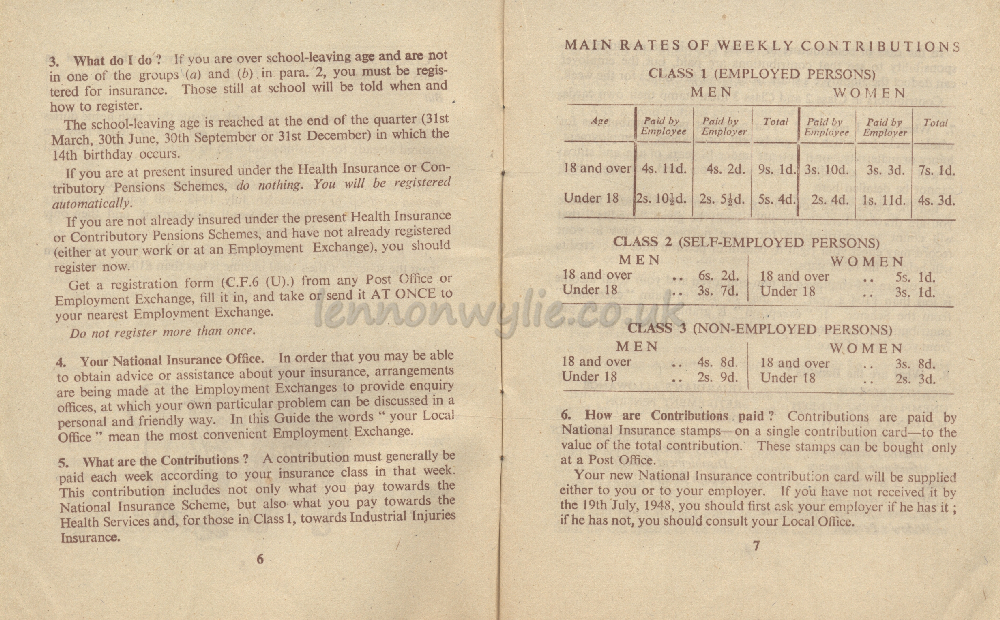 3. What do I do ? If you are over school-leaving age and are not
in one of the groups (a) and (b) in para. 2, you must be regis-
tered for insurance. Those still at school will be told when and
how to register.
The school-leaving age is reached at the end of the quarter (31st
March, 30th June, 30th September or 31st December) in which the
14th birthday occurs.
If you are at present insured under the Health Insurance or Con-
tributory Pensions Schemes, do nothing. You will be registered
automatically.
If you are not already insured under the present Health Insurance
or Contributory Pensions Schemes, and have not already registered
(either at your work or at an Employment Exchange), you should
register now.
Get a registration form (C.F.6 (U).) from any Post Office or
Employment Exchange, fill it in, and take or send it AT ONCE to
your nearest Employment Exchange.
Do not register more than once.
4. Your National Insurance Office. In order that you may be able
to obtain advice or assistance about your insurance, arrangements
are being made at the Employment Exchanges to provide enquiry
offices, at which your own particular problem can be discussed in a
personal and friendly way. In this Guide the words “ your Local
Office ” mean the most convenient Employment Exchange.
5. What are the Contributions ? A contribution must generally be
paid each week according to your insurance class in that week.
This contribution includes not only what you pay towards the
National Insurance Scheme, but also what you pay towards the
Health Services and, for those in Class 1, towards Industrial Injuries
Insurance.
6
MAIN RATES OF WEEKLY CONTRIBUTIONS
CLASS 1 (EMPLOYED PERSONS)
MEN WOMEN
Age Paid by Employee Paid by Employer Total Paid by Employee Paid by Employer Total
18 and over 4s. 11d. 4s. 2d. 9s. 1d. 3s. 10d. 3s. 3d. 7s. 1d.
Under 18 2s. 10½d. 2s. 5½d. 5s. 4d. 2s. 4d. 1s. 11d. 4s. 3d.
CLASS 2 (SELF-EMPLOYED PERSONS)
MEN WOMEN
18 and over .. 6s. 2d. 18 and over .. 5s. 1d.
Under 18 .. 3s. 7d. Under 18 .. 3s. 1d.
lennonwylie.co.uk
CLASS 3 (NON-EMPLOYED PERSONS)
MEN WOMEN
18 and over .. 4s. 8d. 18 and over .. 3s. 8d.
Under 18 .. 2s. 9d. Under 18 .. 2s. 3d.
6. How are Contributions paid ? Contributions are paid by
National Insurance stamps—on a single contribution card—to the
value of the total contribution. These stamps can be bought only
at a Post Office.
Your new National Insurance contribution card will be supplied
either to you or to your employer. If you have not received it by
the 19th July, 1948, you should first ask your employer if he has it ;
if he has not, you should consult your Local Office.
7